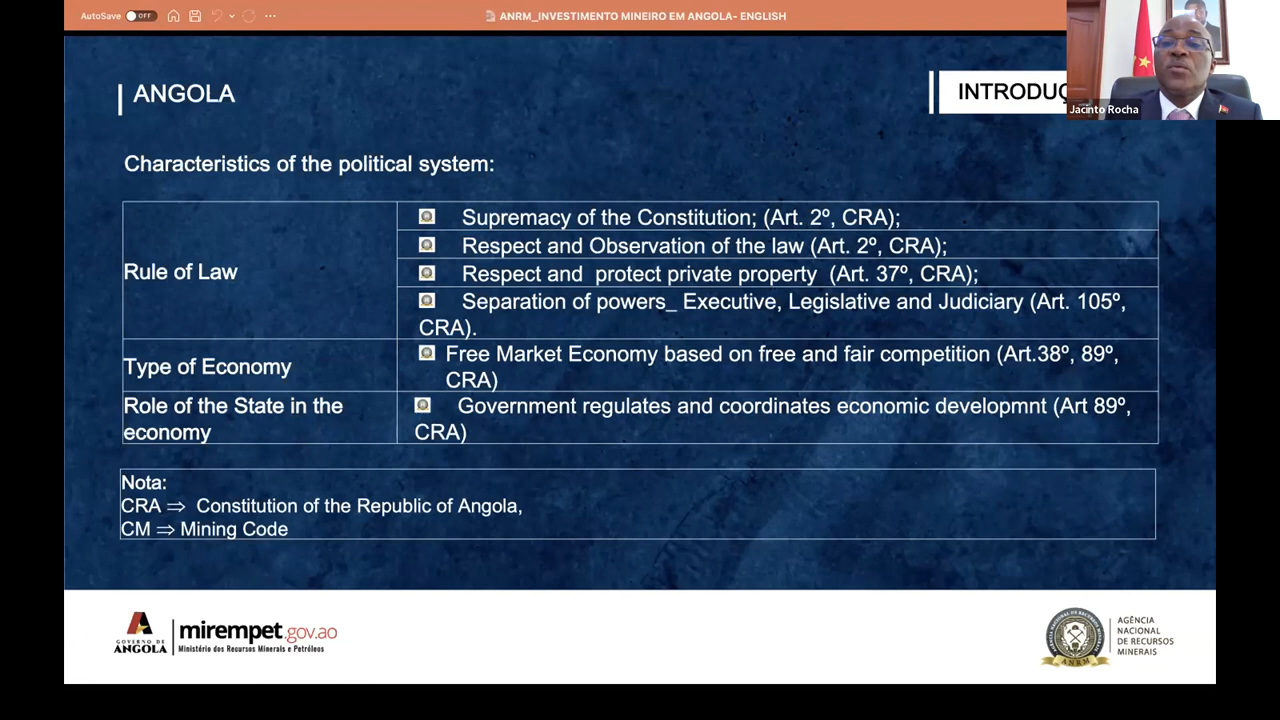 AutoSave OFF
ANRM_INVESTIMENTO MINEIRO EM ANGOLA- ENGLISH
Jacinto Rocha
ANGOLA
INTRODUÇ
Characteristics of the political system:
Rule of Law
Supremacy of the Constitution; (Art. 2º, CRA);
Respect and Observation of the law (Art. 2º, CRA);
Respect and protect private property (Art. 37º, CRA);
Separation of powers_ Executive, Legislative and Judiciary (Art. 105º,
CRA).
Type of Economy
Free Market Economy based on free and fair competition (Art.38º, 89º,
CRA)
Role of the State in the
economy
Government regulates and coordinates economic developmnt (Art 89º,
CRA)
Nota:
CRA ⇒ Constitution of the Republic of Angola,
CM ⇒ Mining Code
GOVERNO DE
ANGOLA
mirempet.gov.ao
Ministério dos Recursos Minerais e Petróleos
ANRM
AGÊNCIA
NACIONAL
DE RECURSOS
MINERAIS